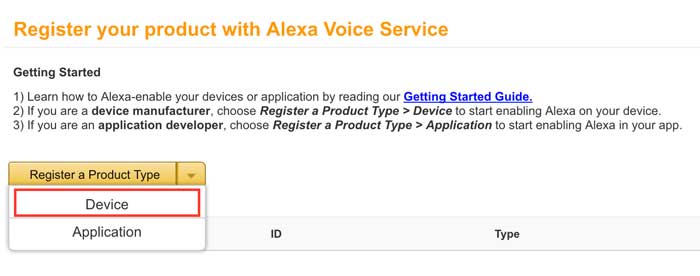 Register your product with Alexa Voice Service
Getting Started
1) Learn how to Alexa-enable your devices or application by reading our Getting Started Guide.
2) If you are a device manufacturer, choose Register a Product Type > Device to start enabling Alexa on your device.
3) If you are an application developer, choose Register a Product Type > Application to start enabling Alexa in your app.
Register a Product Type
Device
Application
ID Type